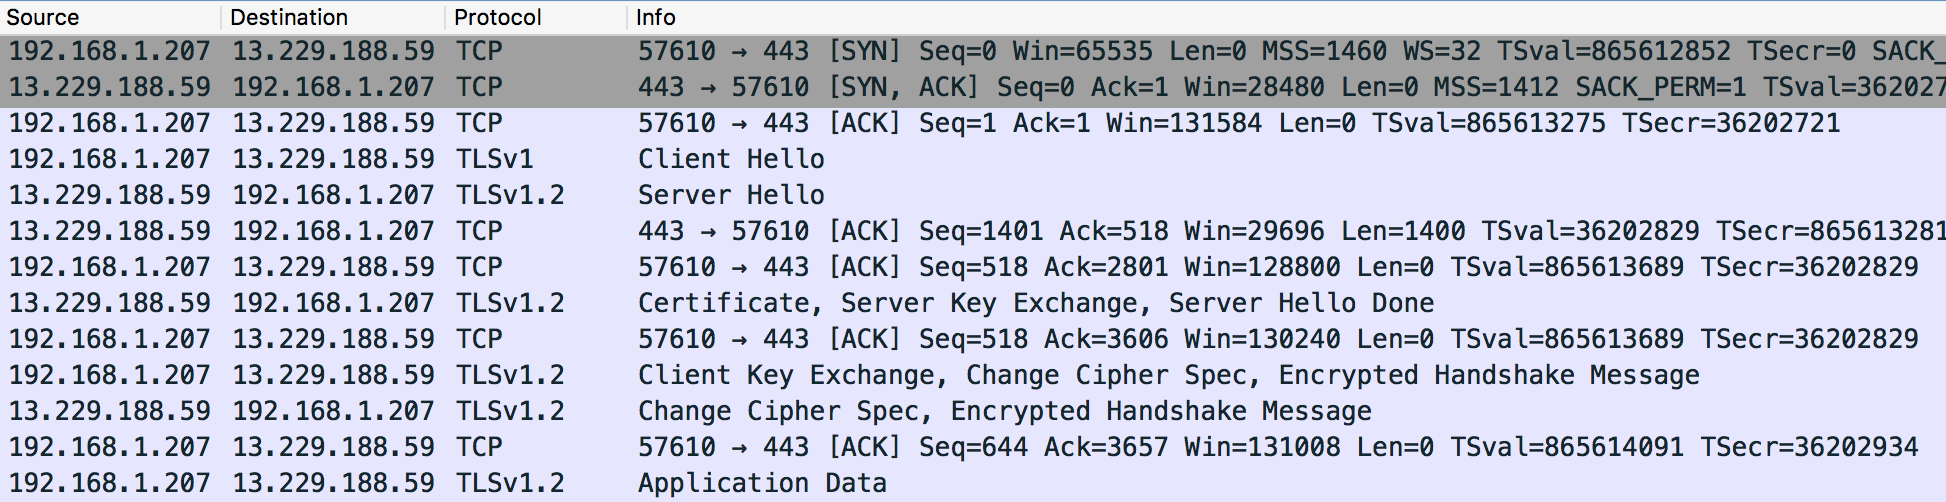 Source Destination Protocol Info
192.168.1.207 13.229.188.59 TCP 57610 → 443 [SYN] Seq=0 Win=65535 Len=0 MSS=1460 WS=32 TSval=865612852 TSecr=0 SACK_
13.229.188.59 192.168.1.207 TCP 443 → 57610 [SYN, ACK] Seq=0 Ack=1 Win=28480 Len=0 MSS=1412 SACK_PERM=1 TSval=362027
192.168.1.207 13.229.188.59 TCP 57610 → 443 [ACK] Seq=1 Ack=1 Win=131584 Len=0 TSval=865613275 TSecr=36202721
192.168.1.207 13.229.188.59 TLSv1 Client Hello
13.229.188.59 192.168.1.207 TLSv1.2 Server Hello
13.229.188.59 192.168.1.207 TCP 443 → 57610 [ACK] Seq=1401 Ack=518 Win=29696 Len=1400 TSval=36202829 TSecr=865613281
192.168.1.207 13.229.188.59 TCP 57610 → 443 [ACK] Seq=518 Ack=2801 Win=128800 Len=0 TSval=865613689 TSecr=36202829
13.229.188.59 192.168.1.207 TLSv1.2 Certificate, Server Key Exchange, Server Hello Done
192.168.1.207 13.229.188.59 TCP 57610 → 443 [ACK] Seq=518 Ack=3606 Win=130240 Len=0 TSval=865613689 TSecr=36202829
192.168.1.207 13.229.188.59 TLSv1.2 Client Key Exchange, Change Cipher Spec, Encrypted Handshake Message
13.229.188.59 192.168.1.207 TLSv1.2 Change Cipher Spec, Encrypted Handshake Message
192.168.1.207 13.229.188.59 TCP 57610 → 443 [ACK] Seq=644 Ack=3657 Win=131008 Len=0 TSval=865614091 TSecr=36202934
192.168.1.207 13.229.188.59 TLSv1.2 Application Data